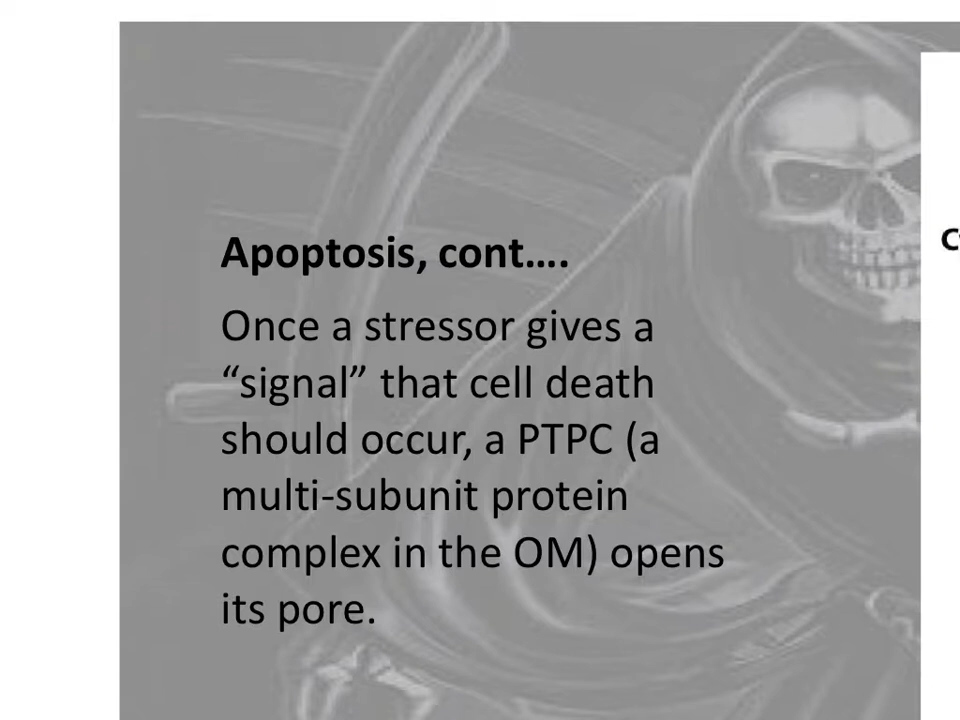 Apoptosis, cont….
Once a stressor gives a
“signal” that cell death
should occur, a PTPC (a
multi-subunit protein
complex in the OM) opens
its pore.